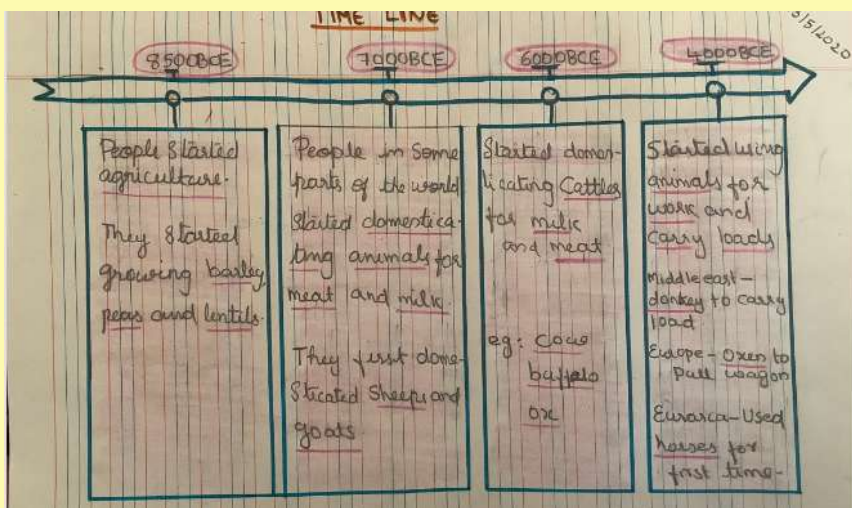 TIME LINE
5/5/2020
8500BCE
7000BCE
6000BCE
4000BCE
People Started
agriculture.
They Started
growing barley,
peas and lentils.
People in Some
parts of the world
Started domestica-
ting animals for
meat and milk.
They first dome-
sticated Sheeps and
goats.
Started domes-
ticating Cattles
for milk
and meat
eg: Cow
buffalo
ox
Started using
animals for
work and
carry loads
Middle east-
donkey to carry
load
Europe-Oxen to
pull wagon
-Used
horses for
first time-